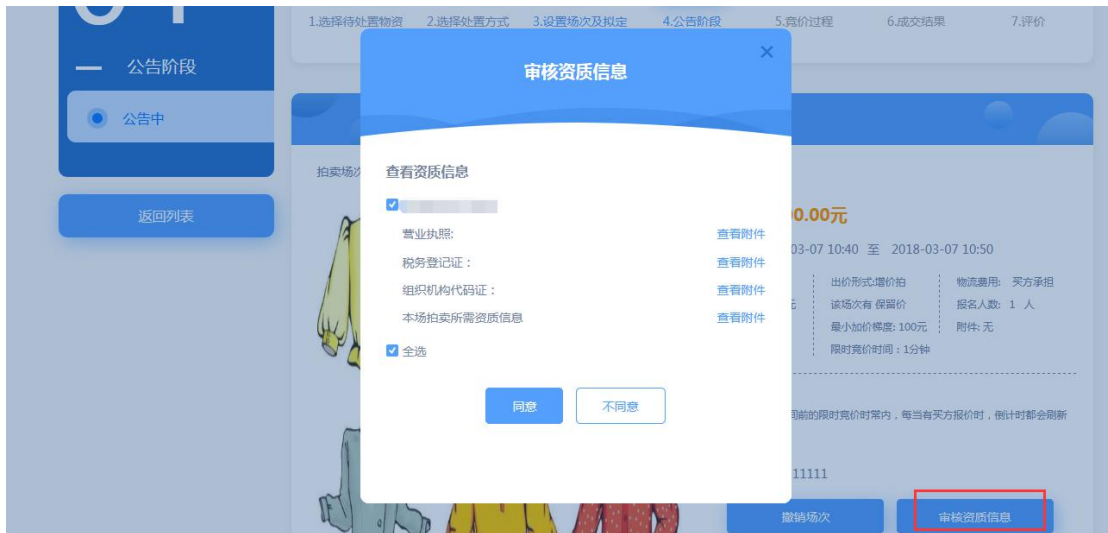 1.选择待处置物资 2.选择处置方式 3.设置场次及拟定 4.公告阶段 5.竞价过程 6.成交结果 7.评价
公告阶段
公告中
返回列表
审核资质信息
×
查看资质信息
营业执照: 查看附件
税务登记证： 查看附件
组织机构代码证： 查看附件
本场拍卖所需资质信息 查看附件
全选
同意 不同意
拍卖场次
0.00元
03-07 10:40 至 2018-03-07 10:50
出价形式:增价拍 物流费用: 买方承担
该场次有 保留价 报名人数: 1 人
最小加价梯度: 100元 附件: 无
限时竞价时间：1分钟
间前的限时竞价时常内，每当有买方报价时，倒计时都会刷新
11111
撤销场次 审核资质信息